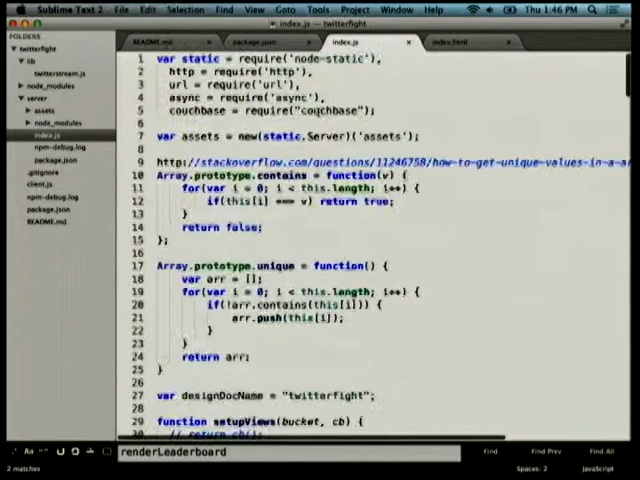 Sublime Text 2 File Edit Selection Find View Goto Tools Project Window Help Thu 1:46 PM
index.js — twitterfight
FOLDERS
twitterfight
lib
twitterstream.js
node_modules
server
assets
node_modules
index.js
npm-debug.log
package.json
.gitignore
client.js
npm-debug.log
package.json
README.md
README.md package.json index.js index.html
1 var static = require('node-static'),
2 http = require('http'),
3 url = require('url'),
4 async = require('async'),
5 couchbase = require("couchbase");
6
7 var assets = new(static.Server)('assets');
8
9 http://stackoverflow.com/questions/11246758/how-to-get-unique-values-in-a-ar
10 Array.prototype.contains = function(v) {
11 for(var i = 0; i < this.length; i++) {
12 if(this[i] === v) return true;
13 }
14 return false;
15 };
16
17 Array.prototype.unique = function() {
18 var arr = [];
19 for(var i = 0; i < this.length; i++) {
20 if(!arr.contains(this[i])) {
21 arr.push(this[i]);
22 }
23 }
24 return arr;
25 }
26
27 var designDocName = "twitterfight";
28
29 function setupViews(bucket, cb) {
30 // return cb();
.* Aa "" renderLeaderboard Find Find Prev Find All
2 matches Spaces: 2 JavaScript